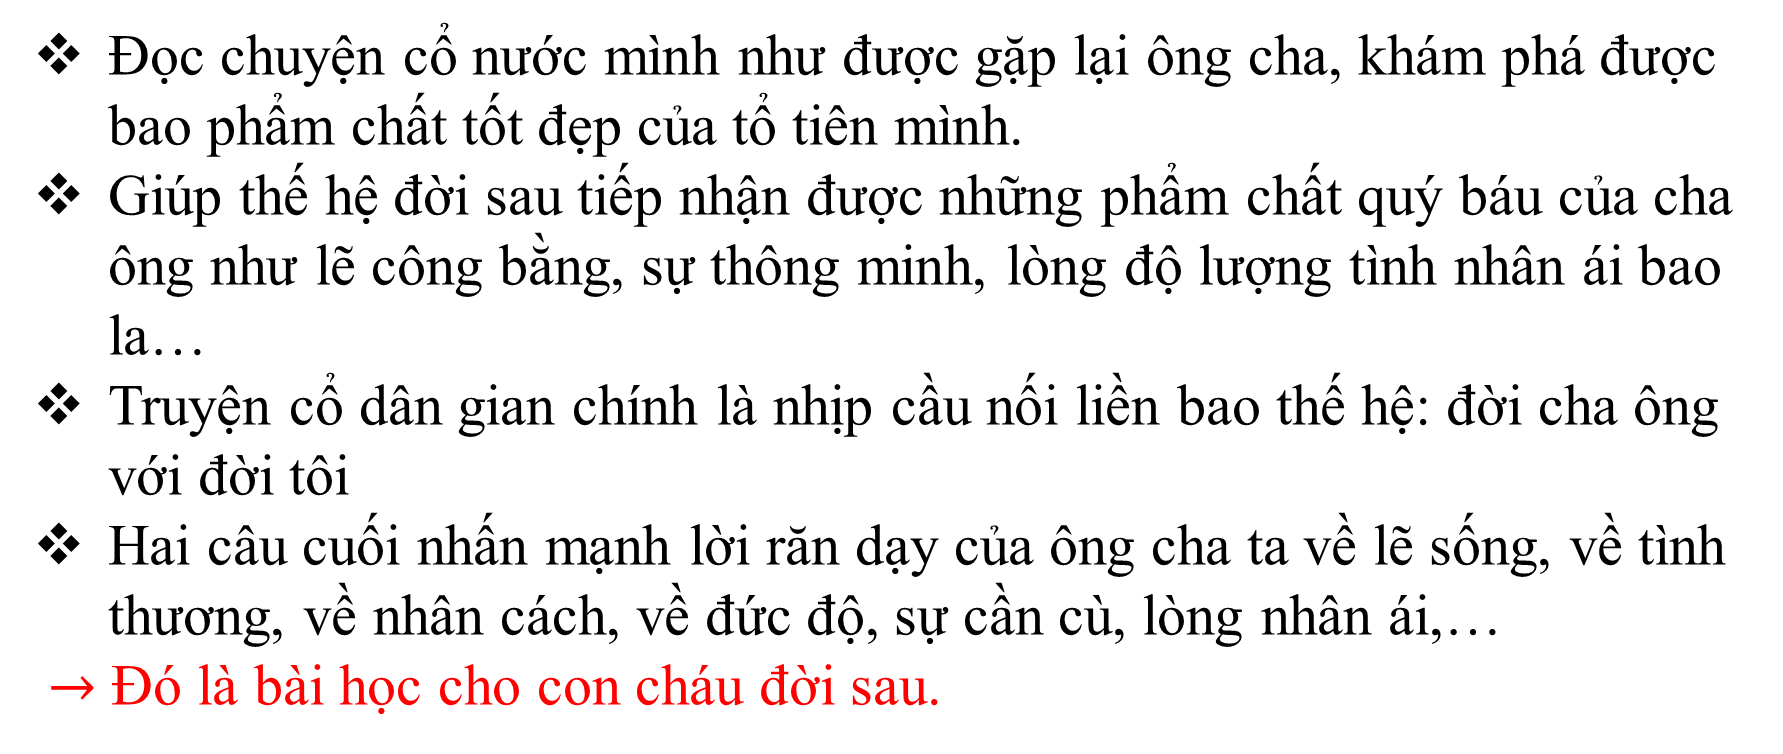 ❖ Đọc chuyện cổ nước mình như được gặp lại ông cha, khám phá được
bao phẩm chất tốt đẹp của tổ tiên mình.
❖ Giúp thế hệ đời sau tiếp nhận được những phẩm chất quý báu của cha
ông như lẽ công bằng, sự thông minh, lòng độ lượng tình nhân ái bao
la…
❖ Truyện cổ dân gian chính là nhịp cầu nối liền bao thế hệ: đời cha ông
với đời tôi
❖ Hai câu cuối nhấn mạnh lời răn dạy của ông cha ta về lẽ sống, về tình
thương, về nhân cách, về đức độ, sự cần cù, lòng nhân ái,…
→ Đó là bài học cho con cháu đời sau.